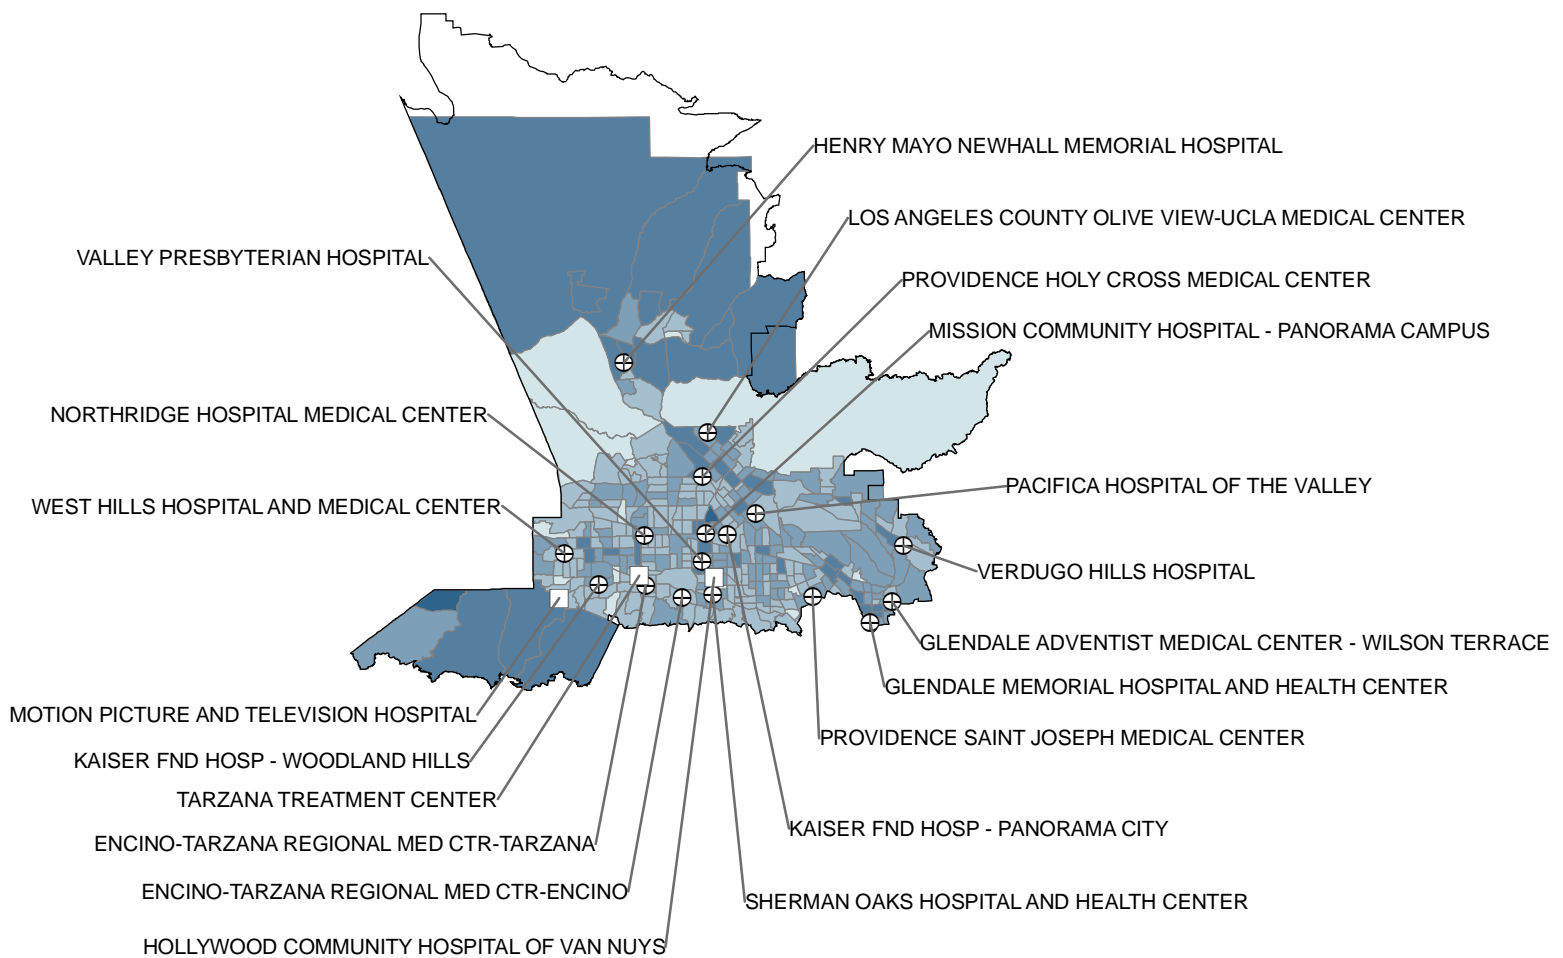 HENRY MAYO NEWHALL MEMORIAL HOSPITAL
LOS ANGELES COUNTY OLIVE VIEW-UCLA MEDICAL CENTER
VALLEY PRESBYTERIAN HOSPITAL
PROVIDENCE HOLY CROSS MEDICAL CENTER
MISSION COMMUNITY HOSPITAL - PANORAMA CAMPUS
NORTHRIDGE HOSPITAL MEDICAL CENTER
PACIFICA HOSPITAL OF THE VALLEY
WEST HILLS HOSPITAL AND MEDICAL CENTER
VERDUGO HILLS HOSPITAL
GLENDALE ADVENTIST MEDICAL CENTER - WILSON TERRACE
GLENDALE MEMORIAL HOSPITAL AND HEALTH CENTER
MOTION PICTURE AND TELEVISION HOSPITAL
PROVIDENCE SAINT JOSEPH MEDICAL CENTER
KAISER FND HOSP - WOODLAND HILLS
TARZANA TREATMENT CENTER
KAISER FND HOSP - PANORAMA CITY
ENCINO-TARZANA REGIONAL MED CTR-TARZANA
ENCINO-TARZANA REGIONAL MED CTR-ENCINO
SHERMAN OAKS HOSPITAL AND HEALTH CENTER
HOLLYWOOD COMMUNITY HOSPITAL OF VAN NUYS